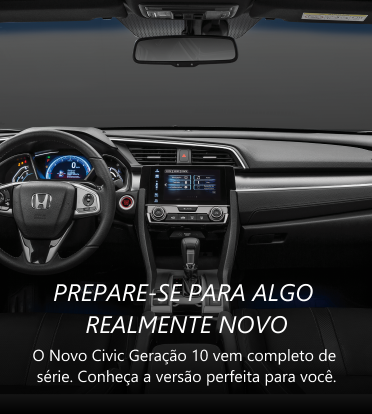 PREPARE-SE PARA ALGO
REALMENTE NOVO
O Novo Civic Geração 10 vem completo de
série. Conheça a versão perfeita para você.